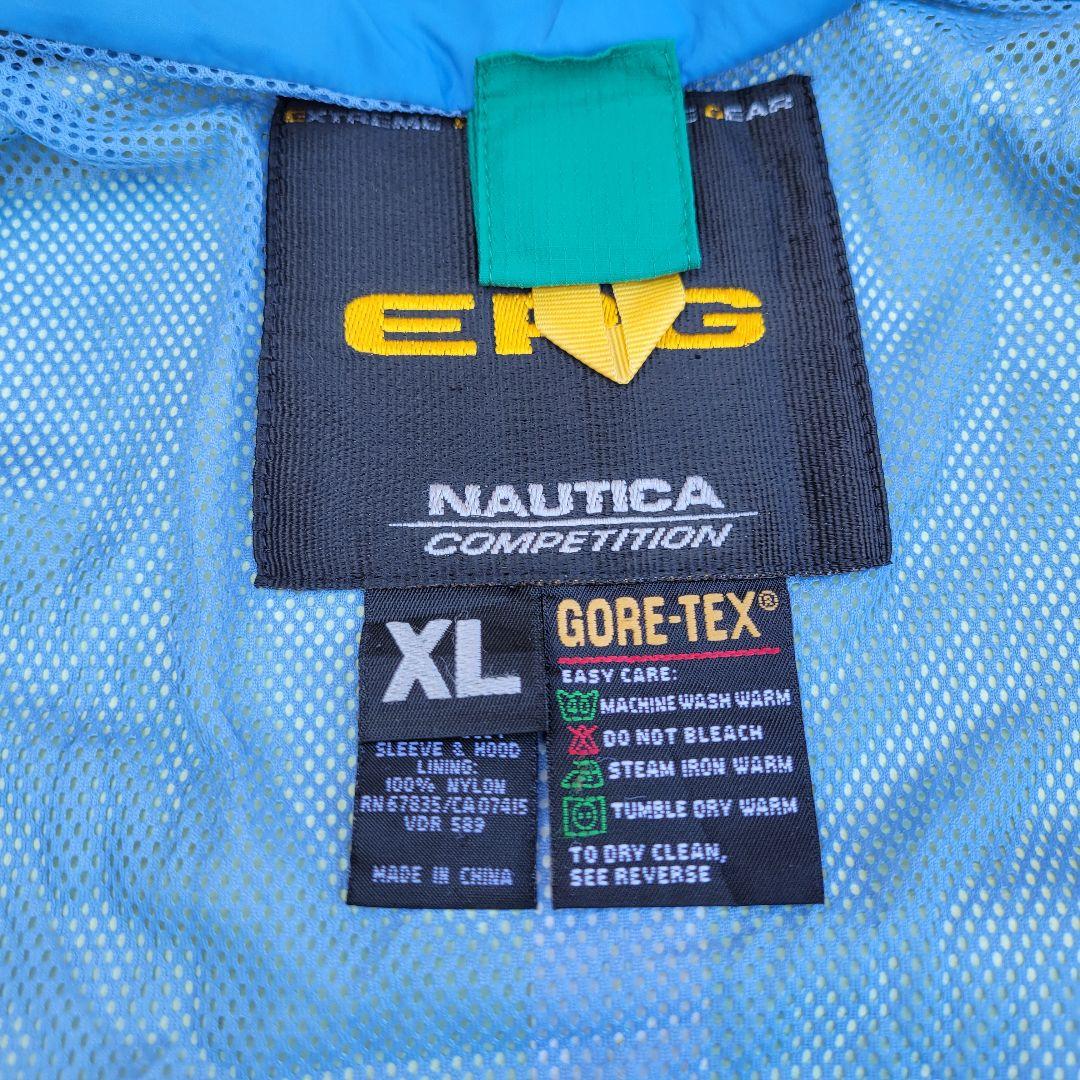 EXTREME GEAR
NAUTICA
COMPETITION
XL
SLEEVE & HOOD
LINING:
100% NYLON
RN 67835/CA 07415
VDR 589
MADE IN CHINA
GORE-TEX®
EASY CARE:
40 MACHINE WASH WARM
DO NOT BLEACH
STEAM IRON WARM
TUMBLE DRY WARM
TO DRY CLEAN,
SEE REVERSE